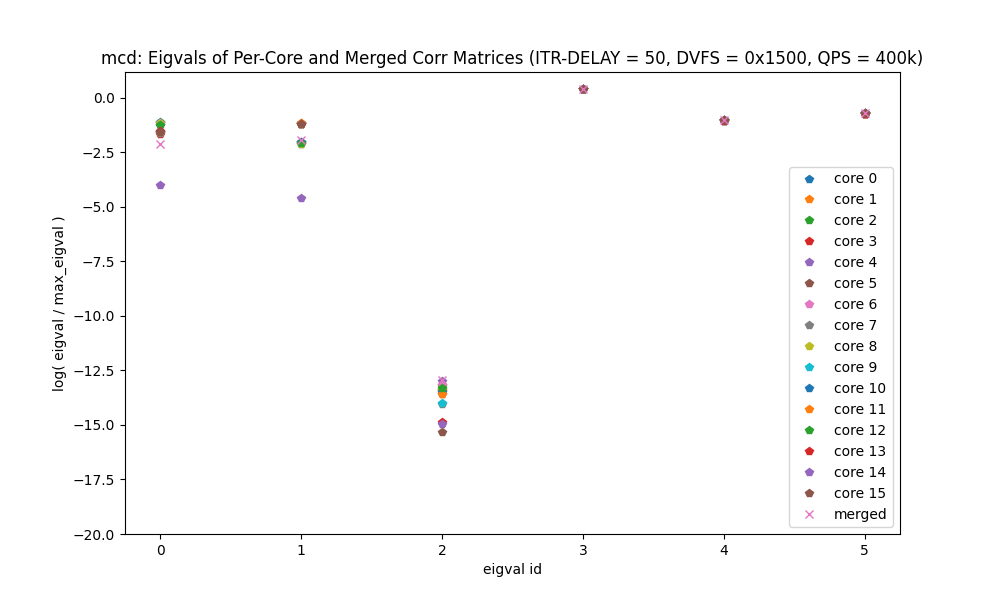 mcd: Eigvals of Per-Core and Merged Corr Matrices (ITR-DELAY = 50, DVFS = 0x1500, QPS = 400k)
log( eigval / max_eigval )
0.0
−2.5
−5.0
−7.5
−10.0
−12.5
−15.0
−17.5
−20.0
core 0
core 1
core 2
core 3
core 4
core 5
core 6
core 7
core 8
core 9
core 10
core 11
core 12
core 13
core 14
core 15
merged
0 1 2 3 4 5
eigval id